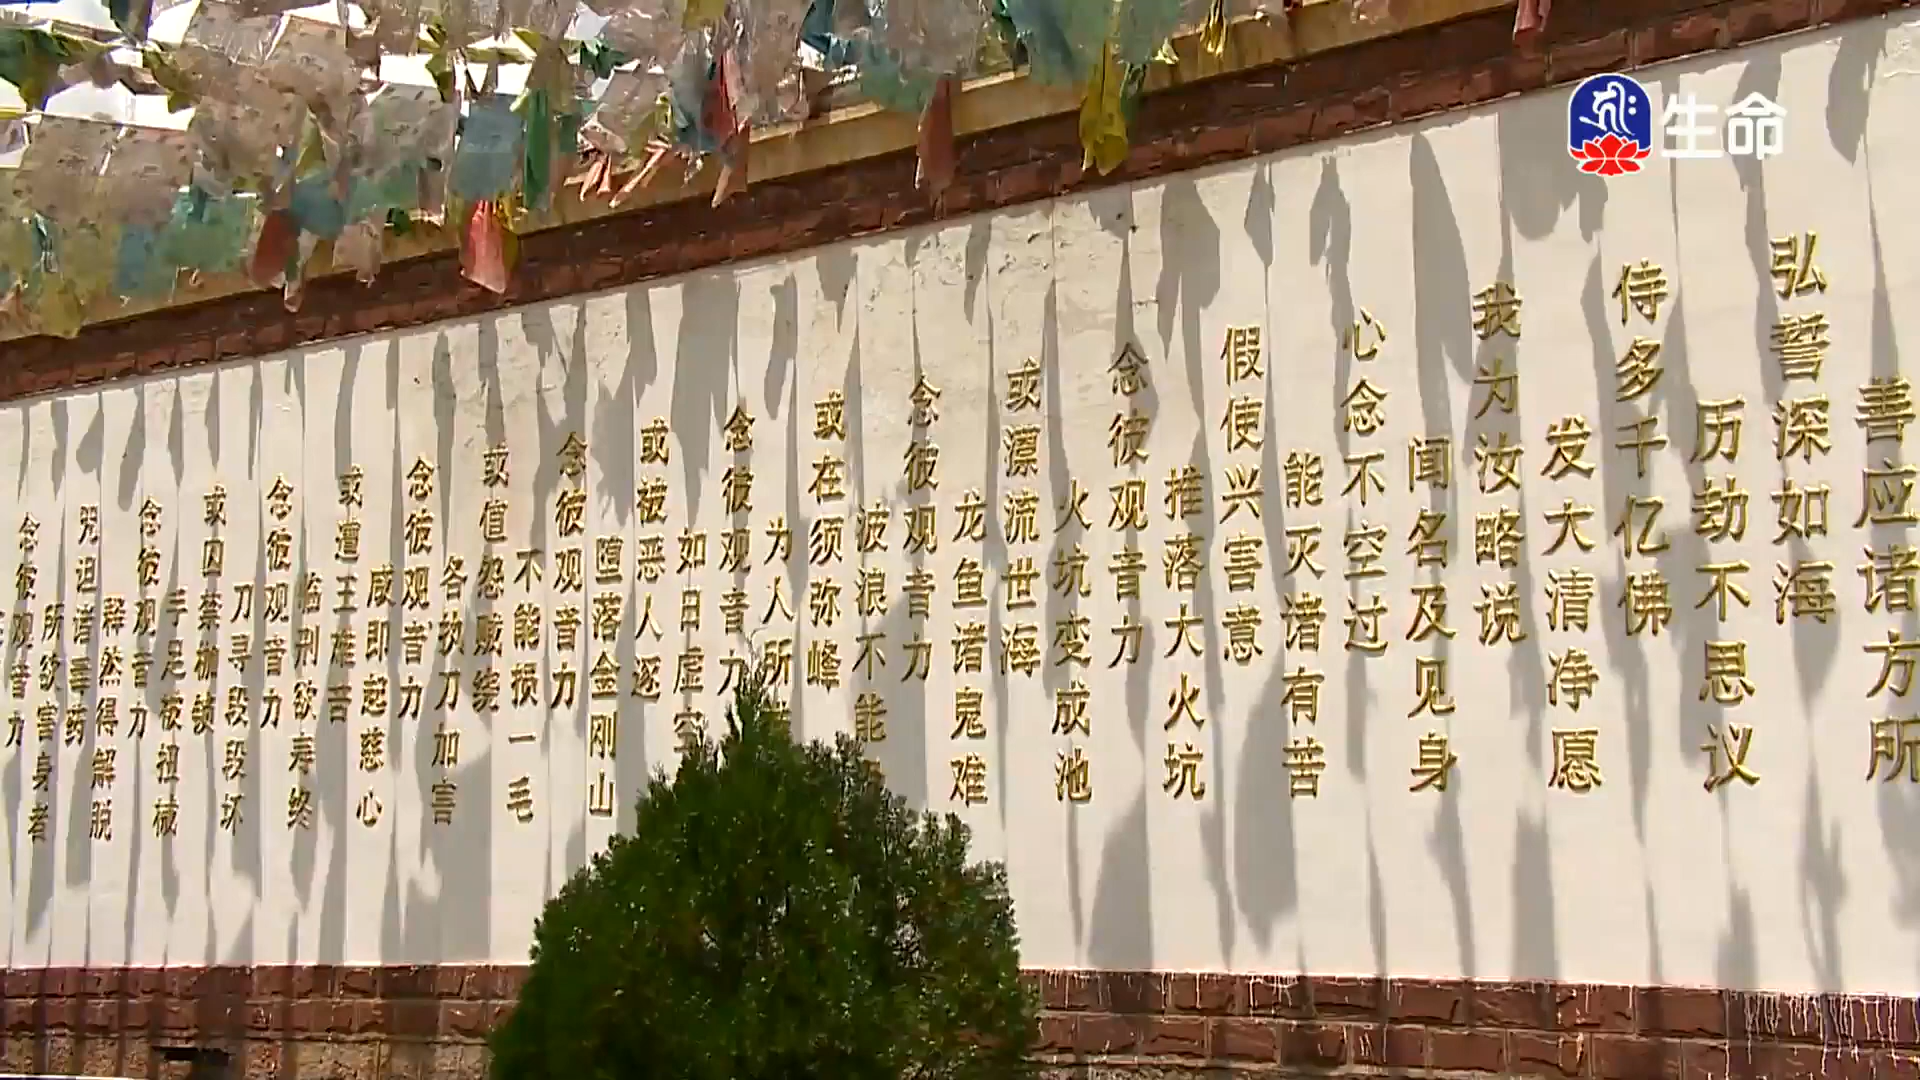 生命
善应诸方所
弘誓深如海
历劫不思议
侍多千亿佛
发大清净愿
我为汝略说
闻名及见身
心念不空过
能灭诸有苦
假使兴害意
推落大火坑
念彼观音力
火坑变成池
或漂流世海
龙鱼诸鬼难
念彼观音力
波浪不能
或在须弥峰
为人所
念彼观音力
如日虚空
或被恶人逐
堕落金刚山
念彼观音力
不能损一毛
或值怨贼绕
各执刀加害
念彼观音力
咸即起慈心
或遭王难苦
临刑欲寿终
念彼观音力
刀寻段段坏
或囚禁枷锁
手足被扭械
念彼观音力
释然得解脱
咒诅诸毒药
所欲害身者
念彼观音力